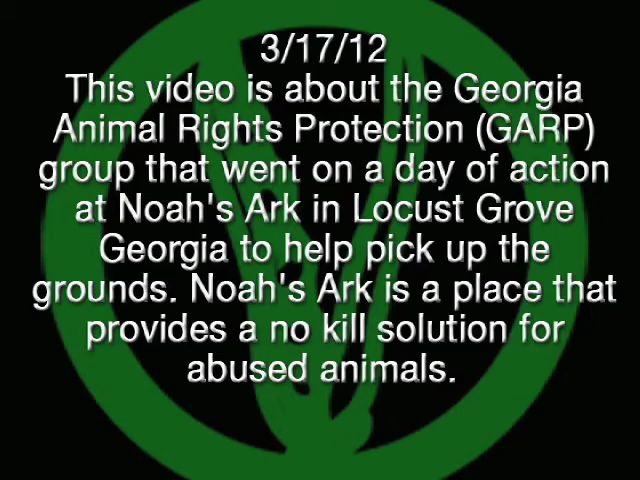 3/17/12
This video is about the Georgia
Animal Rights Protection (GARP)
group that went on a day of action
at Noah's Ark in Locust Grove
Georgia to help pick up the
grounds. Noah's Ark is a place that
provides a no kill solution for
abused animals.